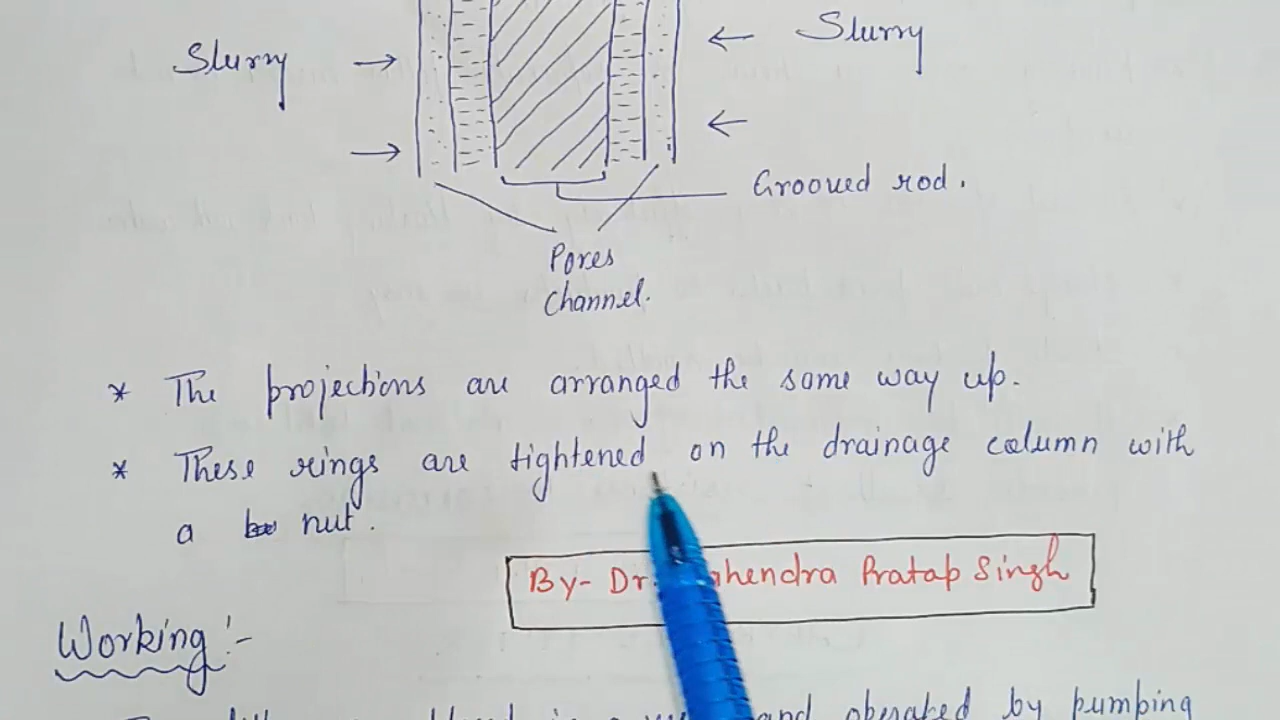 Slurry → ← Slurry
→ ←
Grooved rod.
Pores
Channel.
* The projections are arranged the same way up.
* These rings are tightened on the drainage column with
a nut.
By- Dr. Pratap Singh
Working :-
and operated by pumping